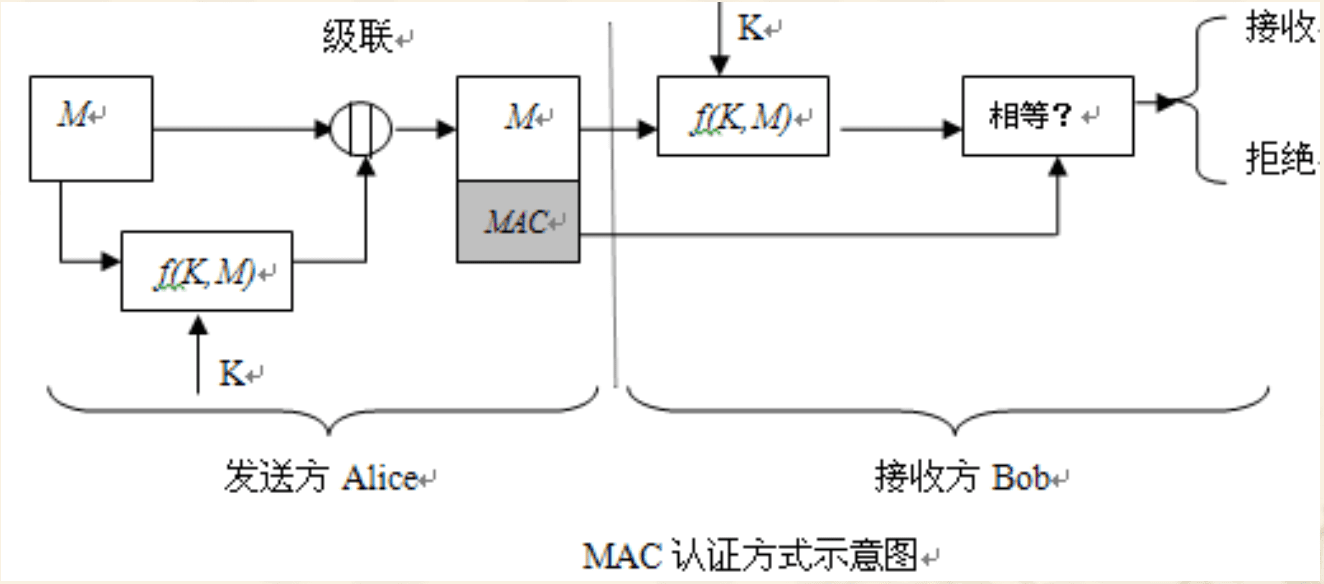 级联↵
K↵
接收
M↵
M↵
f(K,M)↵
相等？↵
拒绝
MAC↵
f(K,M)↵
K↵
发送方 Alice↵
接收方 Bob↵
MAC 认证方式示意图↵